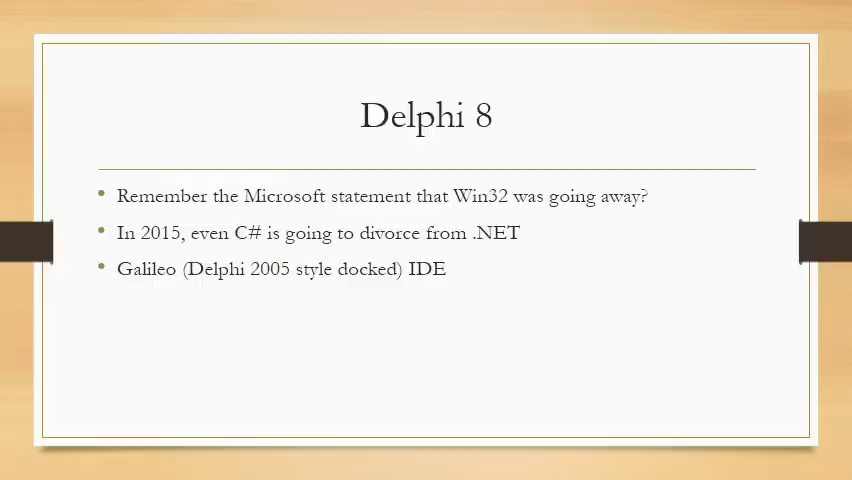 Delphi 8
• Remember the Microsoft statement that Win32 was going away?
• In 2015, even C# is going to divorce from .NET
• Galileo (Delphi 2005 style docked) IDE